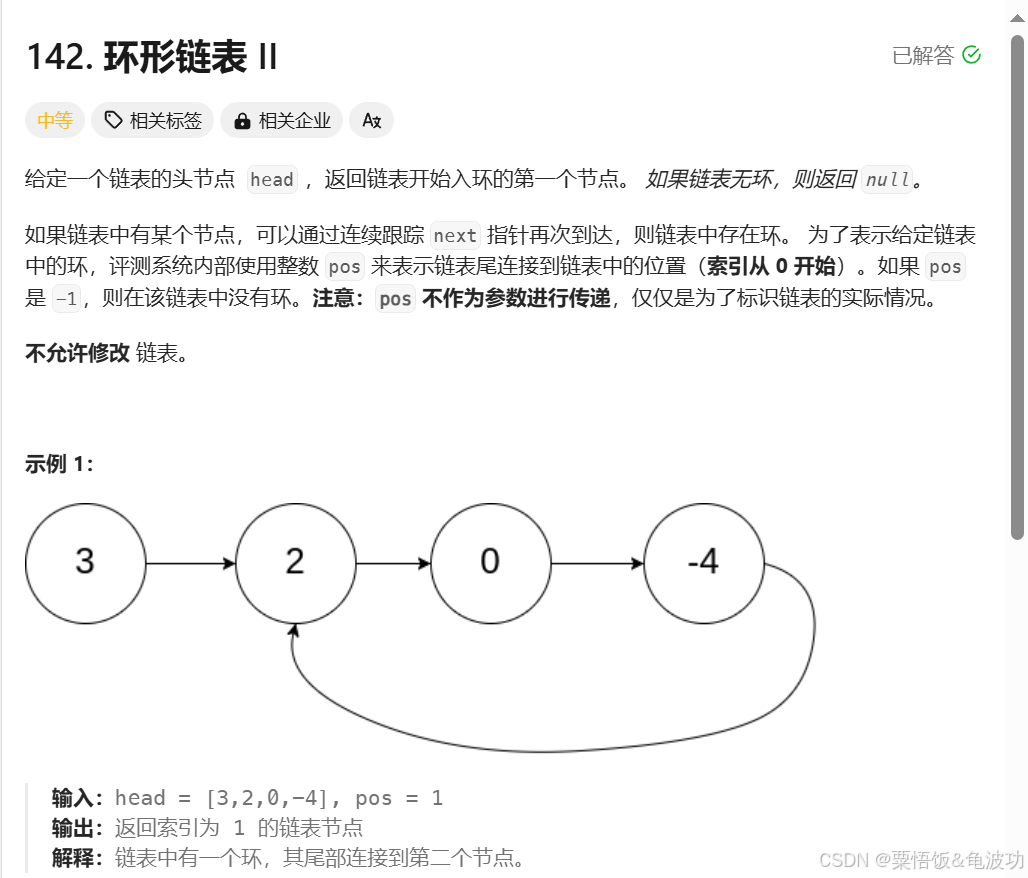 142. 环形链表 II
已解答
中等 相关标签 相关企业 Aあ
给定一个链表的头节点 head ，返回链表开始入环的第一个节点。 如果链表无环，则返回 null。
如果链表中有某个节点，可以通过连续跟踪 next 指针再次到达，则链表中存在环。 为了表示给定链表
中的环，评测系统内部使用整数 pos 来表示链表尾连接到链表中的位置（索引从 0 开始）。如果 pos
是 -1，则在该链表中没有环。注意：pos 不作为参数进行传递，仅仅是为了标识链表的实际情况。
不允许修改 链表。
示例 1：
3 2 0 -4
输入：head = [3,2,0,-4], pos = 1
输出：返回索引为 1 的链表节点
解释：链表中有一个环，其尾部连接到第二个节点。
CSDN @粟悟饭&龟波功